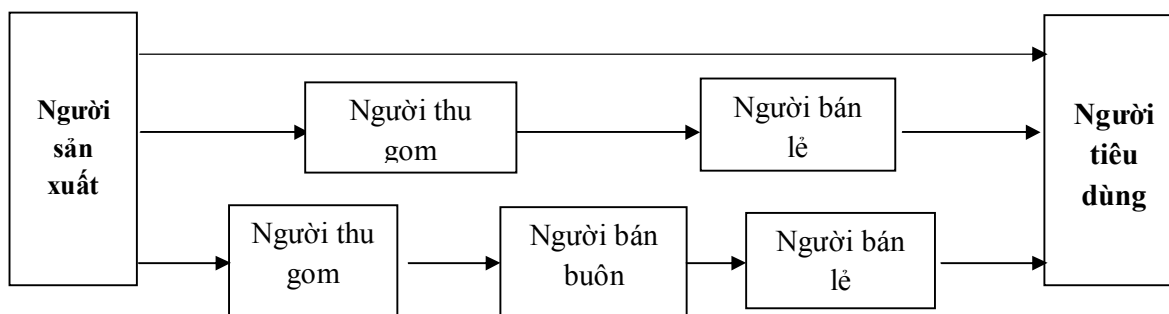 Người
sản
xuất
Người thu
gom
Người bán
lẻ
Người thu
gom
Người bán
buôn
Người bán
lẻ
Người
tiêu
dùng